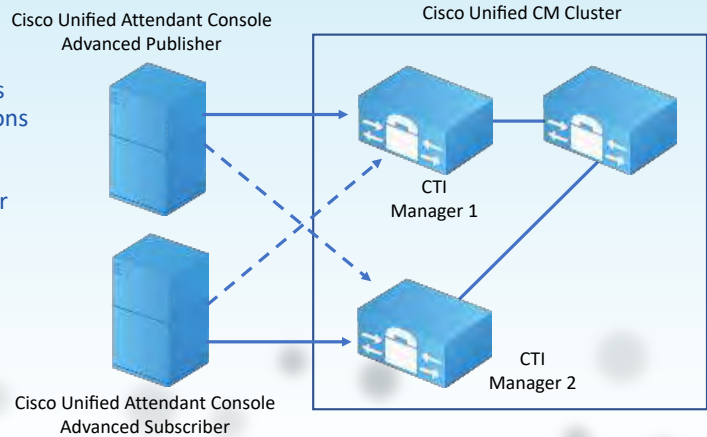 Cisco Unified Attendant Console
Advanced Publisher
Cisco Unified CM Cluster
ons
r
CTI
Manager 1
CTI
Manager 2
Cisco Unified Attendant Console
Advanced Subscriber